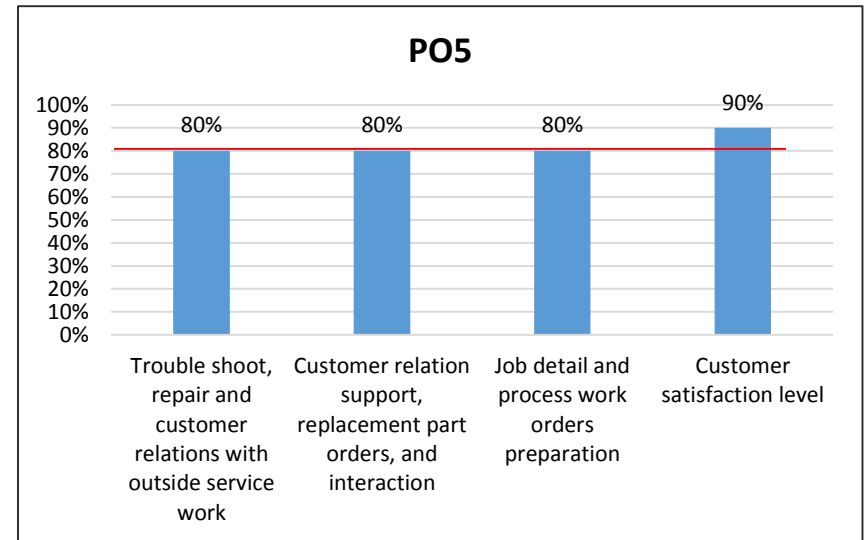 PO5
100%
90%
80%
70%
60%
50%
40%
30%
20%
10%
0%
80%
80%
80%
90%
Trouble shoot,
repair and
customer
relations with
outside service
work
Customer relation
support,
replacement part
orders, and
interaction
Job detail and
process work
orders
preparation
Customer
satisfaction level